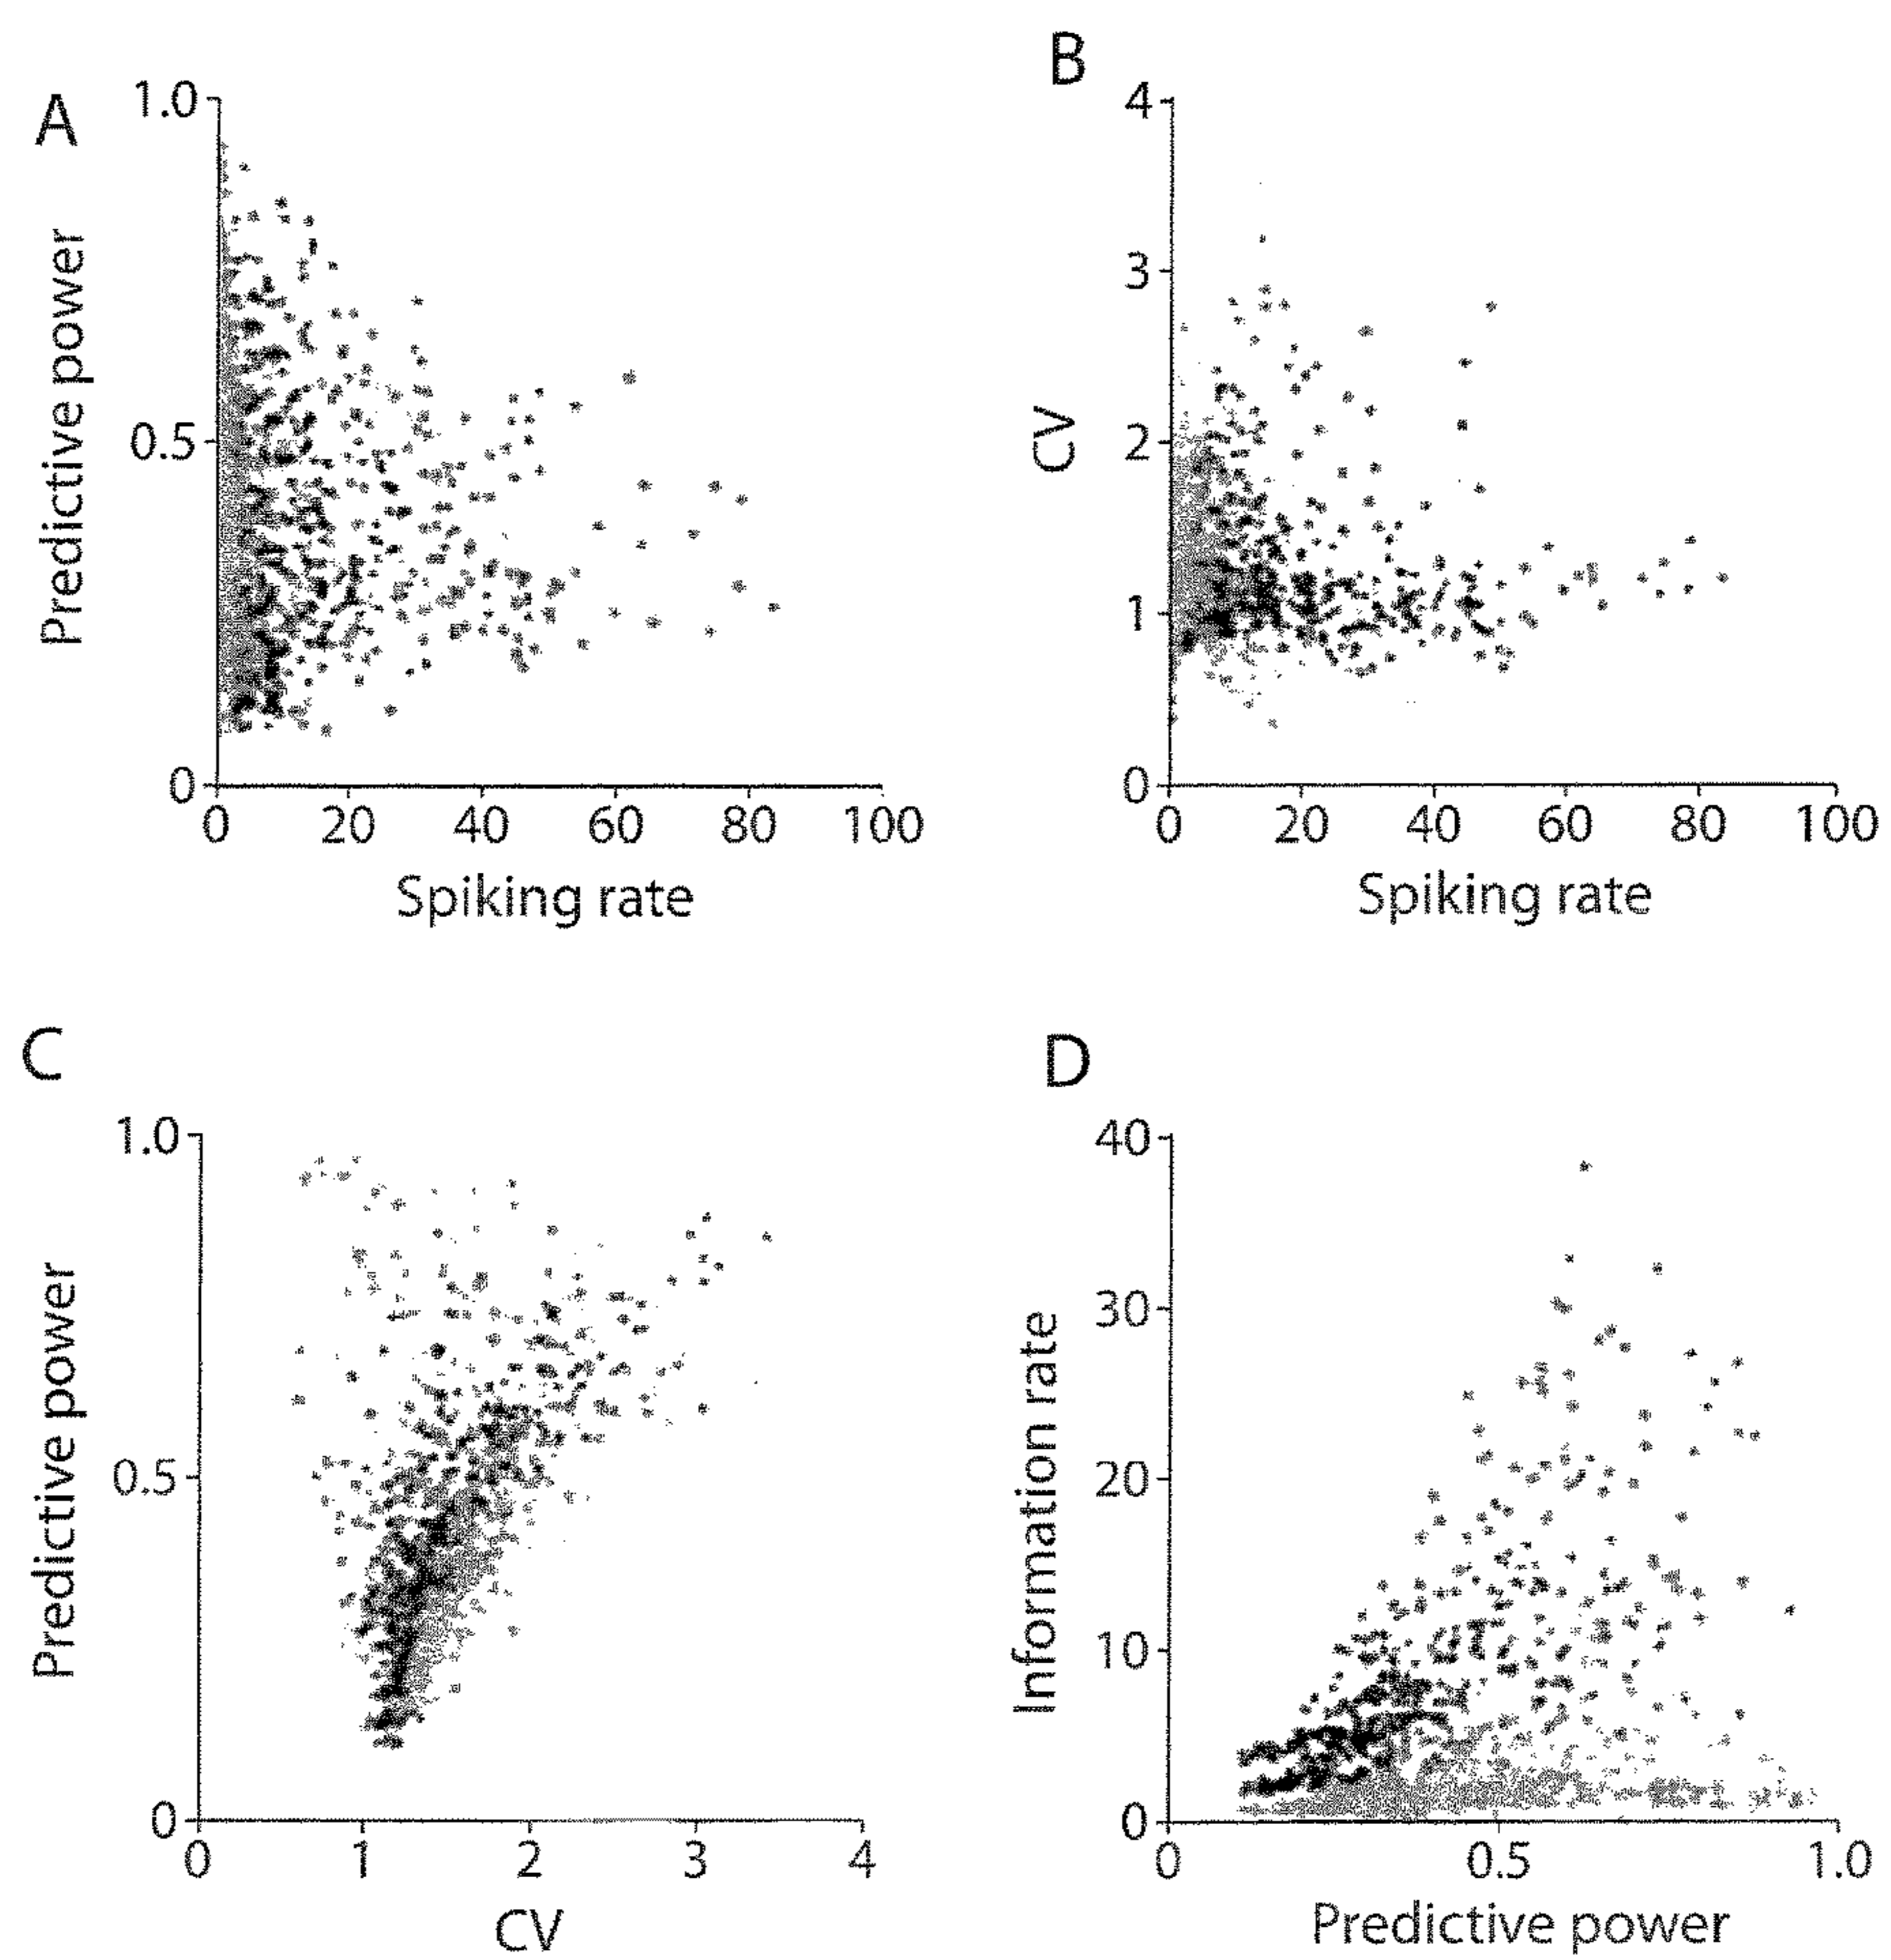 A
1.0
0.5
0
Predictive power
0 20 40 60 80 100
Spiking rate
B
4
3
2
1
0
CV
0 20 40 60 80 100
Spiking rate
C
1.0
0.5
0
Predictive power
0 1 2 3 4
CV
D
40
30
20
10
0
Information rate
0 0.5 1.0
Predictive power